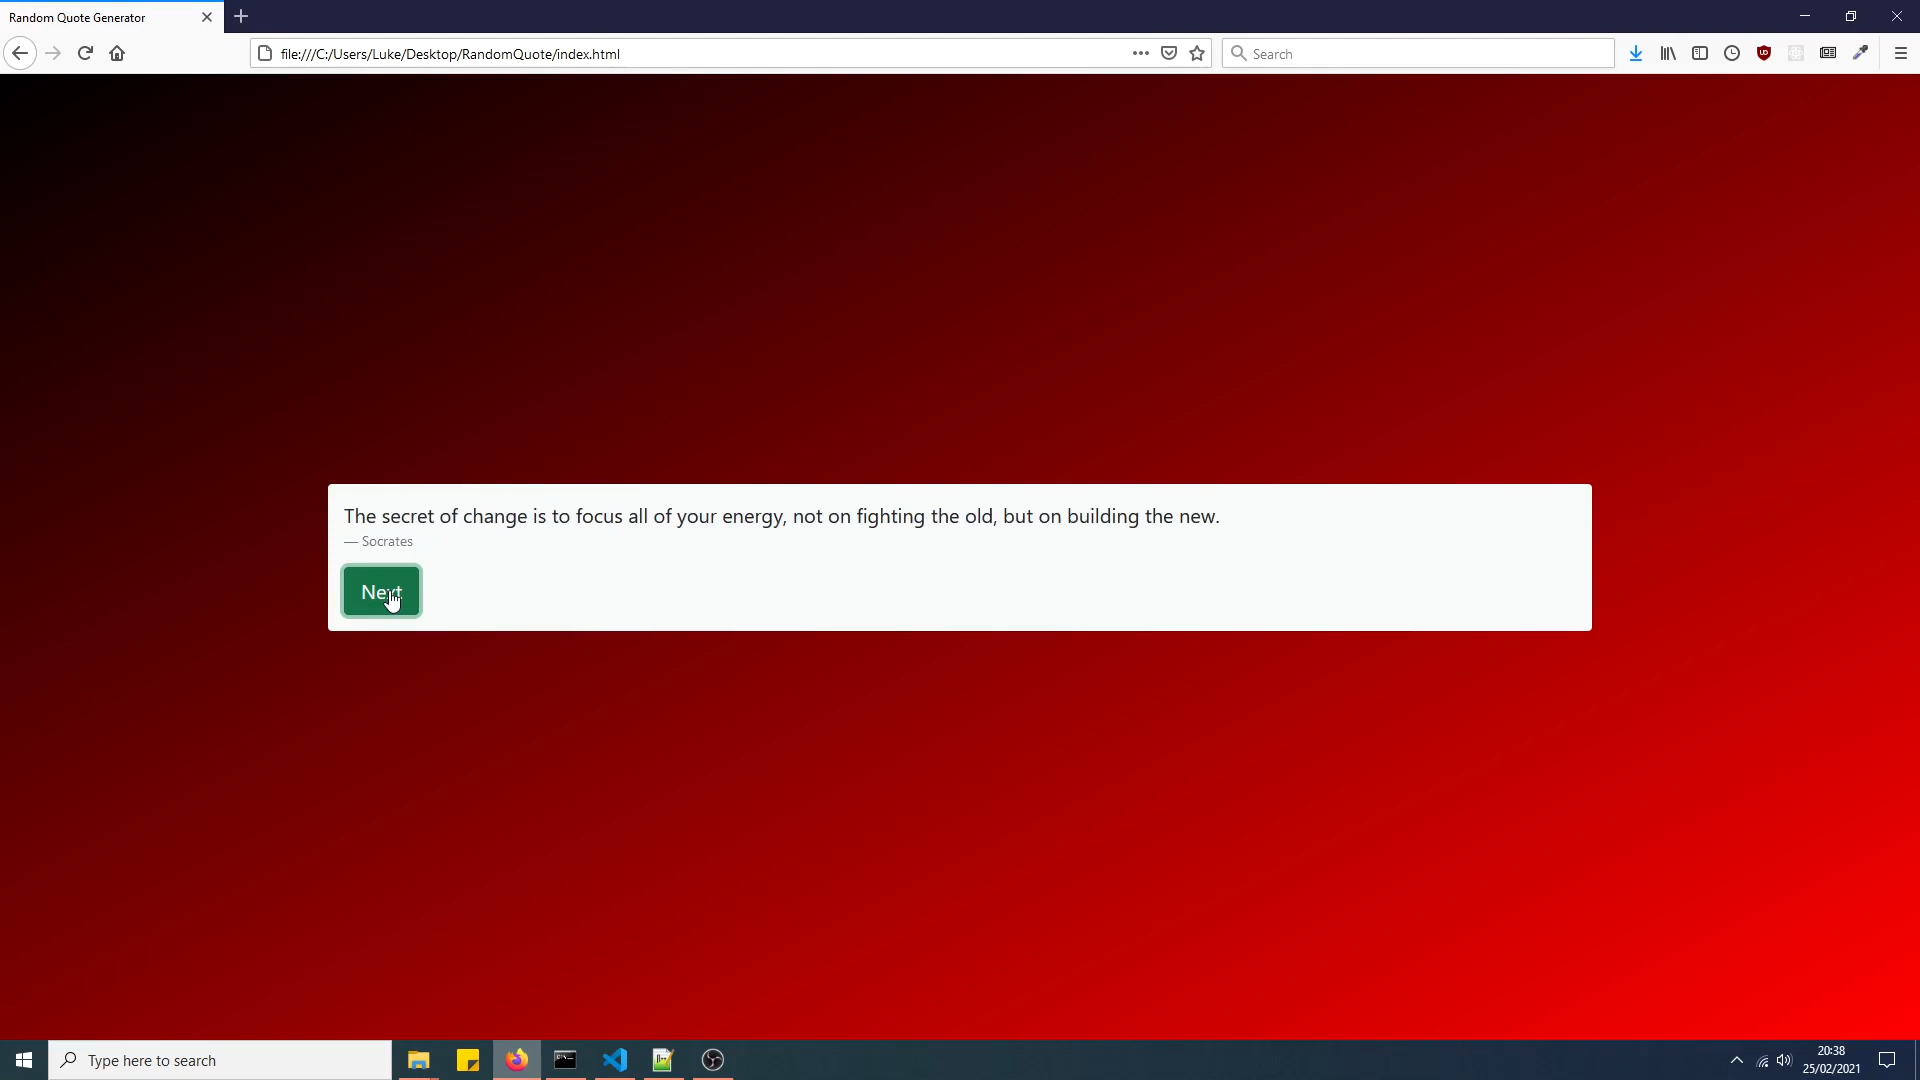 Random Quote Generator
file:///C:/Users/Luke/Desktop/RandomQuote/index.html
Search
The secret of change is to focus all of your energy, not on fighting the old, but on building the new.
— Socrates
Next
Type here to search
20:38
25/02/2021